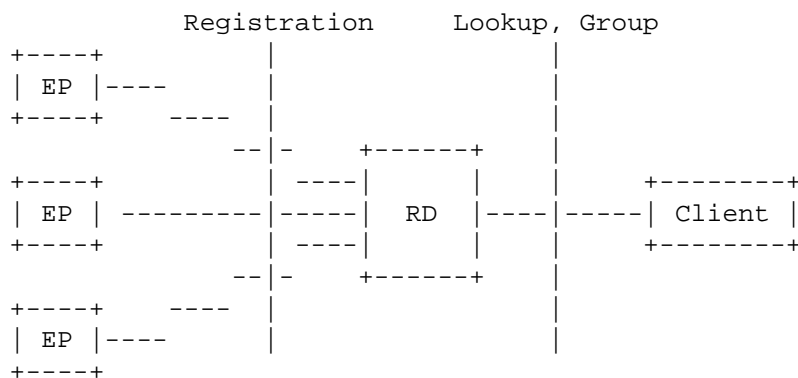 Registration Lookup, Group
+----+ | |
| EP |---- | |
+----+ ---- | |
--|- +------+ |
+----+ | ----| | | +--------+
| EP | ---------|-----| RD |----|-----| Client |
+----+ | ----| | | +--------+
--|- +------+ |
+----+ ---- | |
| EP |---- | |
+----+